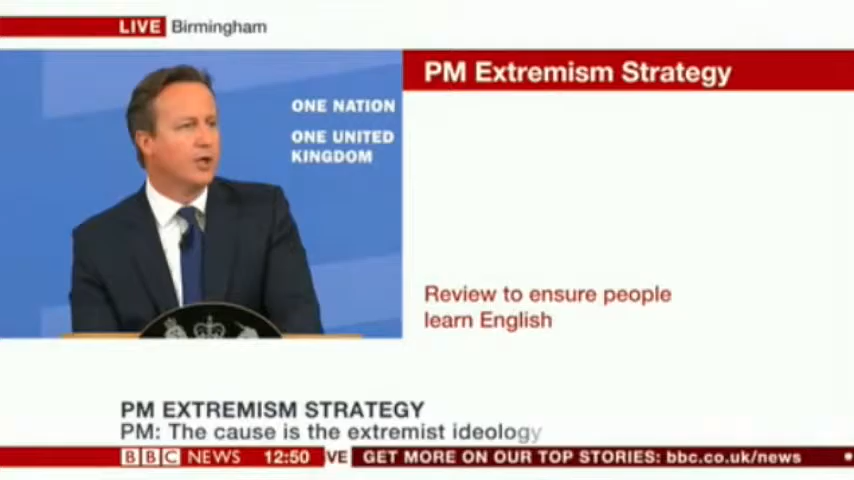 LIVE Birmingham
ONE NATION
ONE UNITED
KINGDOM
PM Extremism Strategy
Review to ensure people
learn English
PM EXTREMISM STRATEGY
PM: The cause is the extremist ideology
BBC NEWS 12:50 VE GET MORE ON OUR TOP STORIES: bbc.co.uk/news